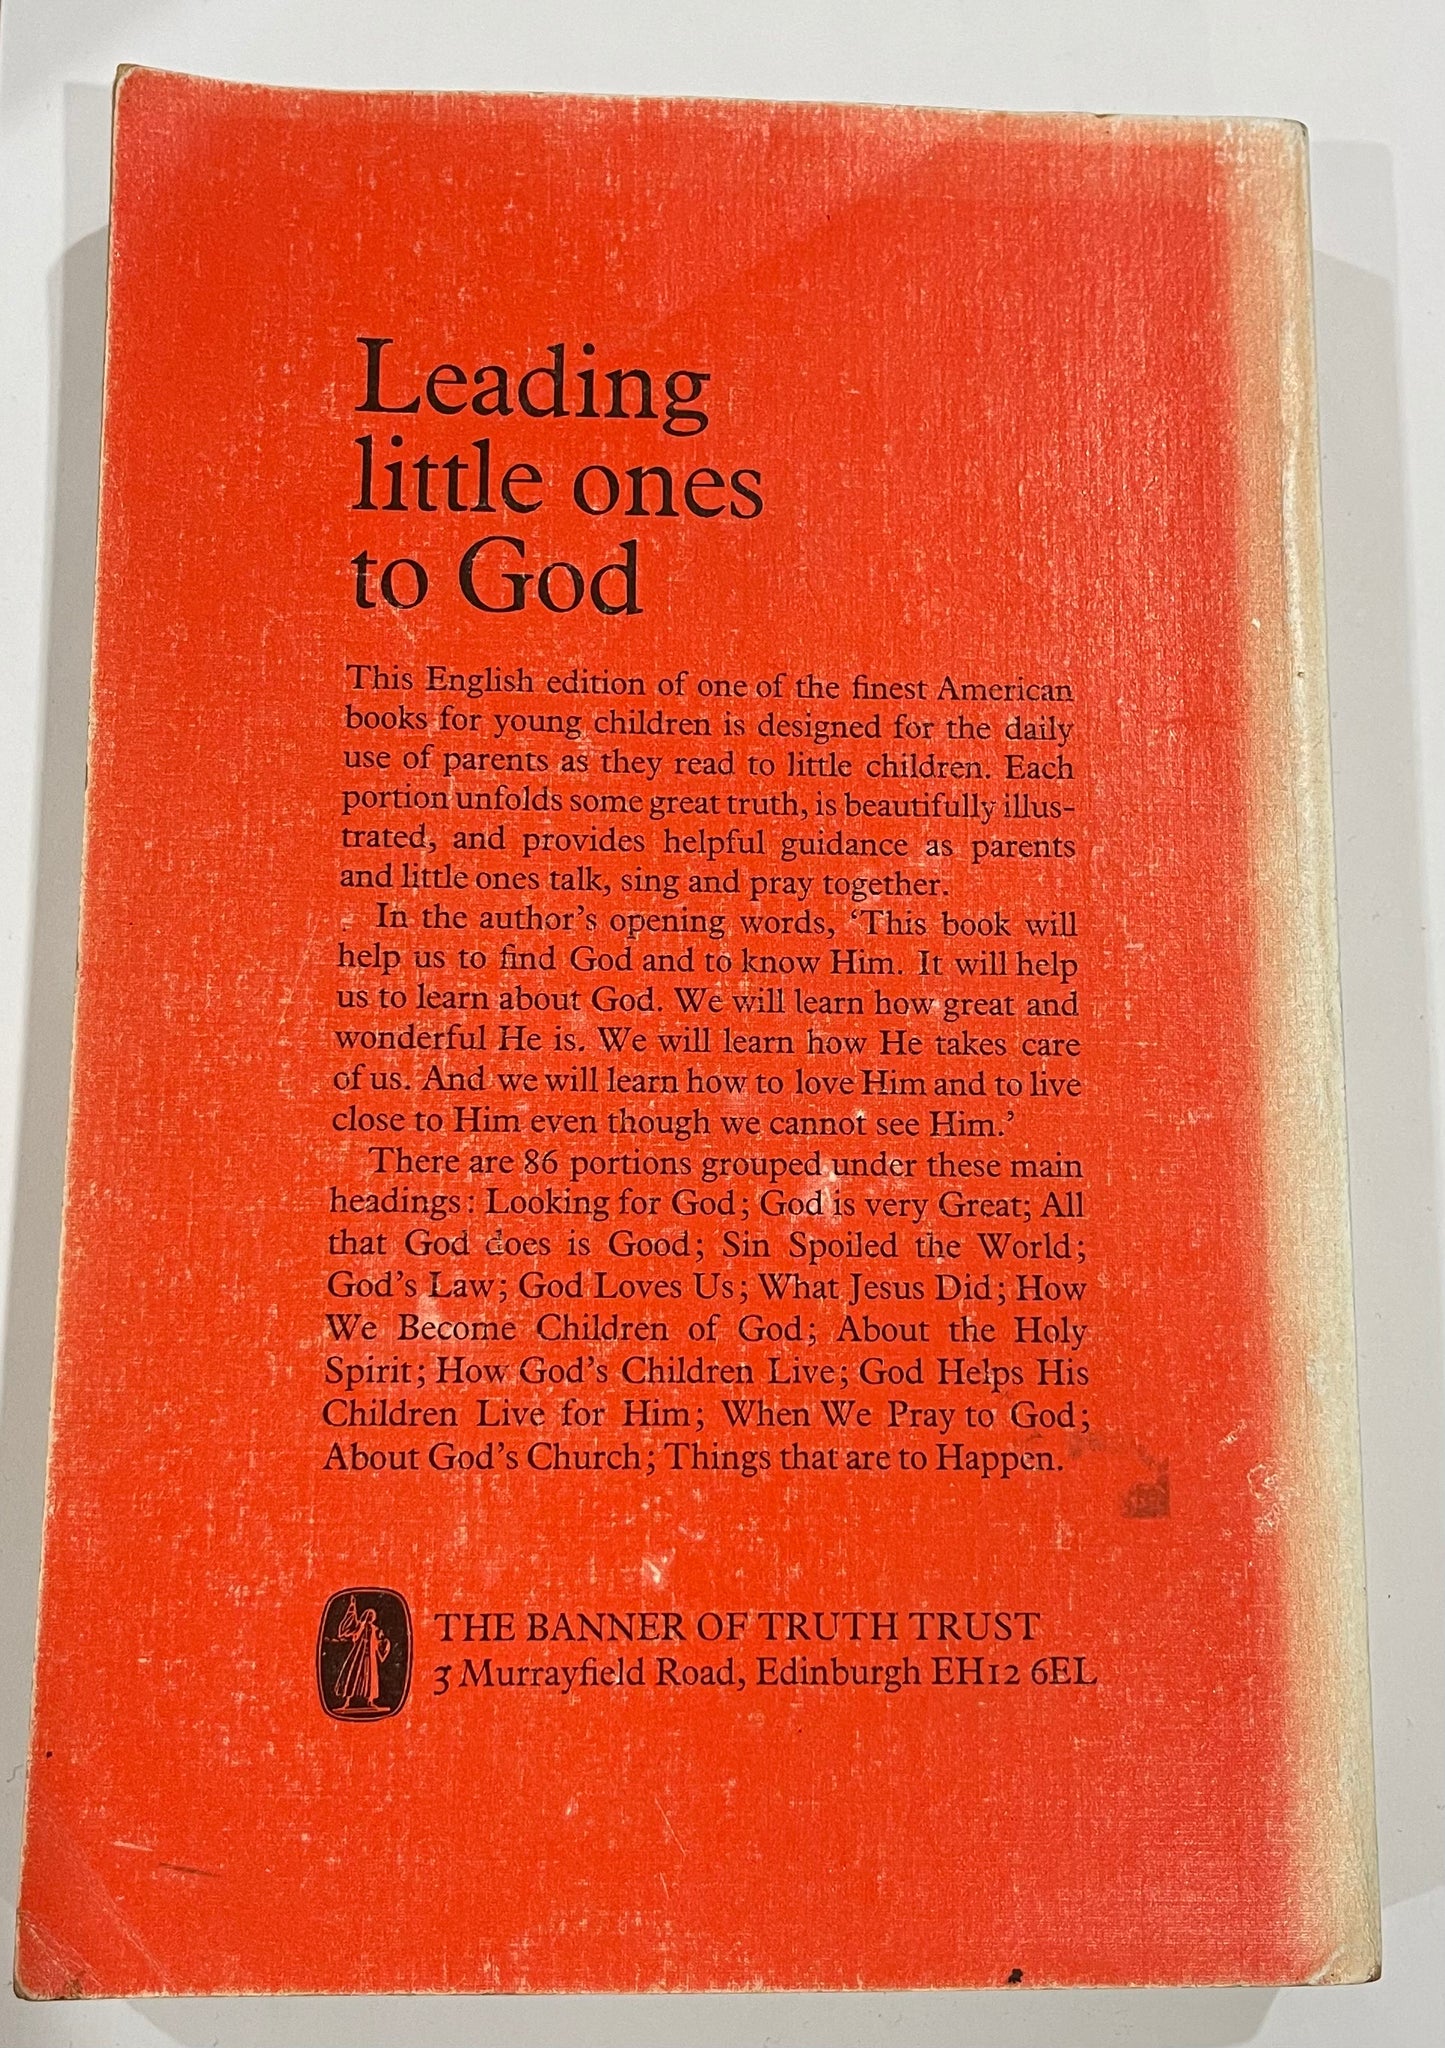 Leading
little ones
to God
This English edition of one of the finest American
books for young children is designed for the daily
use of parents as they read to little children. Each
portion unfolds some great truth, is beautifully illus-
trated, and provides helpful guidance as parents
and little ones talk, sing and pray together.
In the author's opening words, ‘This book will
help us to find God and to know Him. It will help
us to learn about God. We will learn how great and
wonderful He is. We will learn how He takes care
of us. And we will learn how to love Him and to live
close to Him even though we cannot see Him.’
There are 86 portions grouped under these main
headings: Looking for God; God is very Great; All
that God does is Good; Sin Spoiled the World;
God's Law; God Loves Us; What Jesus Did; How
We Become Children of God; About the Holy
Spirit; How God's Children Live; God Helps His
Children Live for Him; When We Pray to God;
About God's Church; Things that are to Happen.
THE BANNER OF TRUTH TRUST
3 Murrayfield Road, Edinburgh EH12 6EL